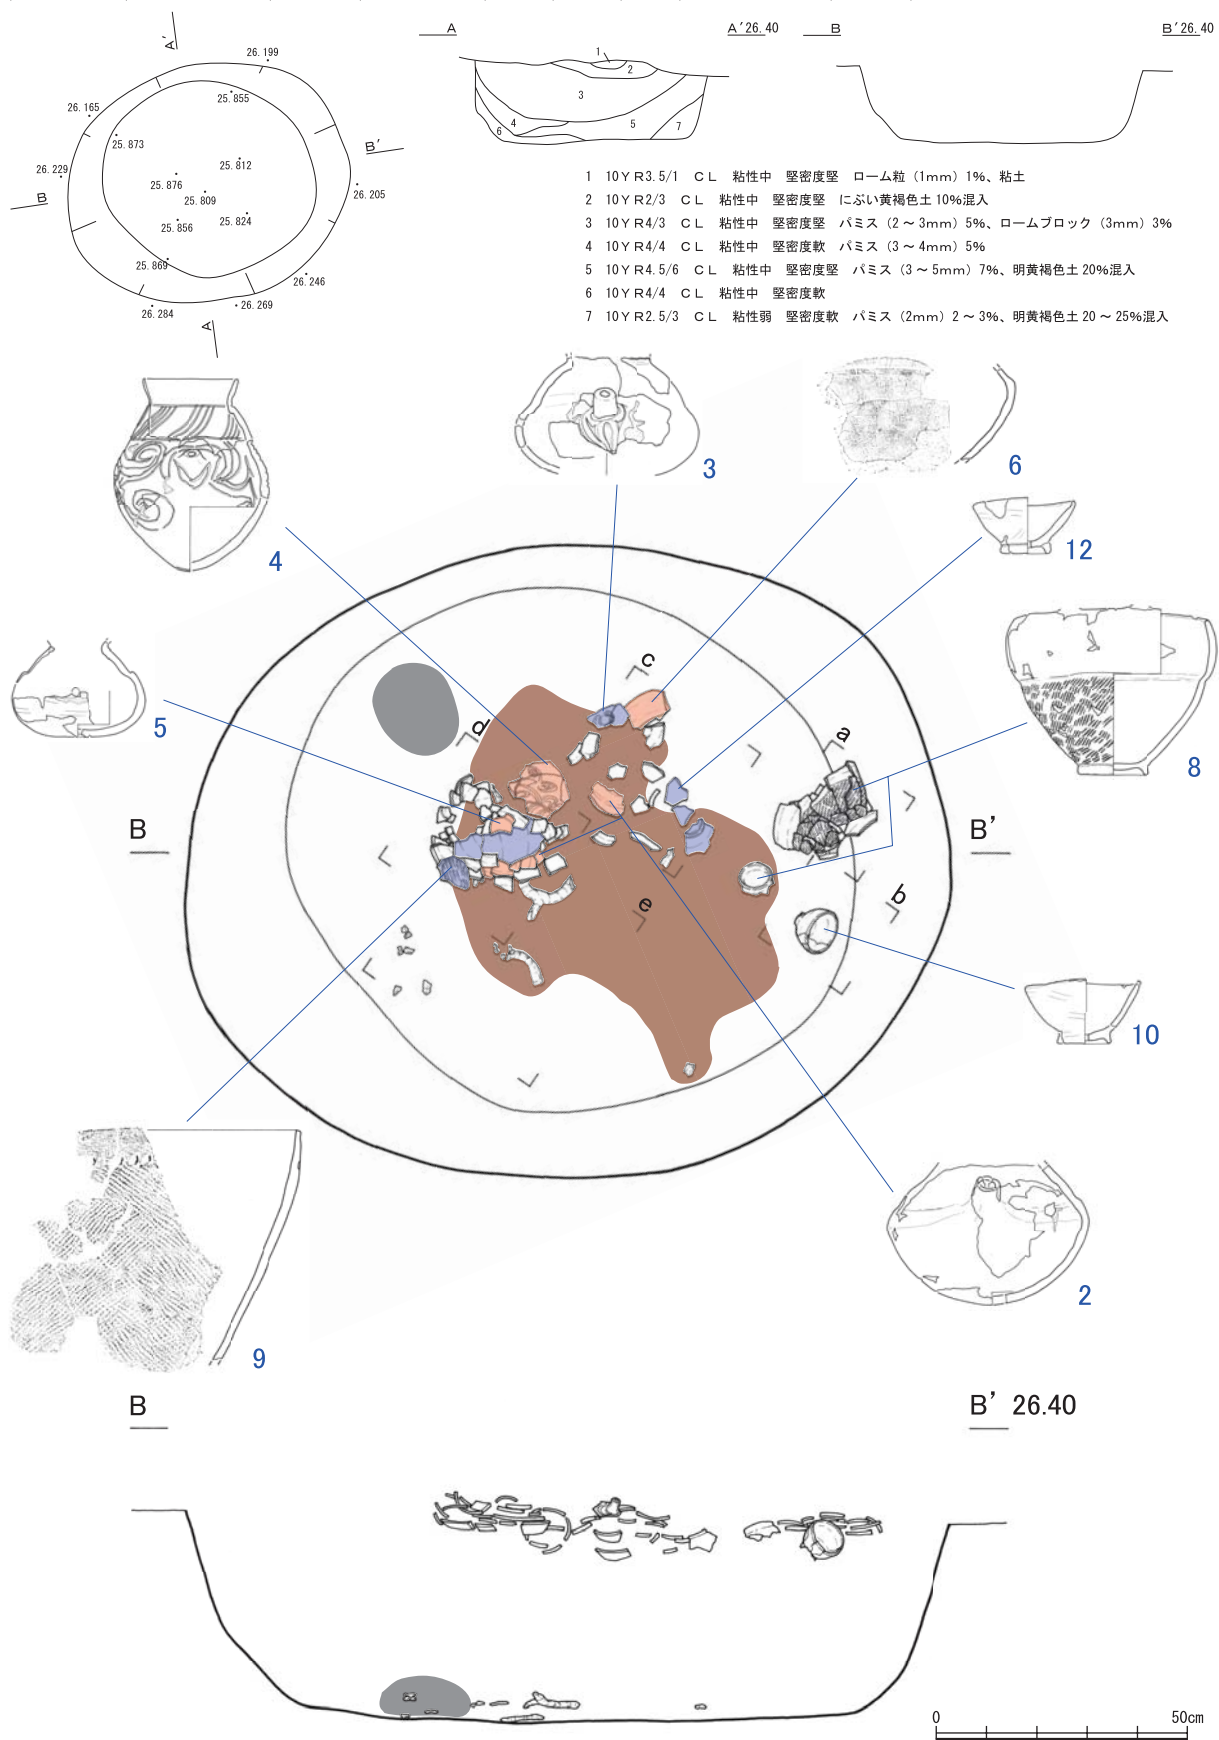 A'
26.199
26.165
25.855
25.873
B'
25.812
26.229
25.876
26.205
B
25.809
25.824
25.856
25.869
26.246
26.269
26.284
A
A
A'26.40
B
B'26.40
1
2
3
4
5
6
7
1 10YR3.5/1 CL 粘性中 堅密度堅 ローム粒（1mm）1%、粘土
2 10YR2/3 CL 粘性中 堅密度堅 にぶい黄褐色土10%混入
3 10YR4/3 CL 粘性中 堅密度堅 パミス（2～3mm）5%、ロームブロック（3mm）3%
4 10YR4/4 CL 粘性中 堅密度軟 パミス（3～4mm）5%
5 10YR4.5/6 CL 粘性中 堅密度堅 パミス（3～5mm）7%、明黄褐色土20%混入
6 10YR4/4 CL 粘性中 堅密度軟
7 10YR2.5/3 CL 粘性弱 堅密度軟 パミス（2mm）2～3%、明黄褐色土20～25%混入
3
6
4
12
5
8
c
d
a
B
B'
b
e
10
2
9
B
B' 26.40
0
50cm